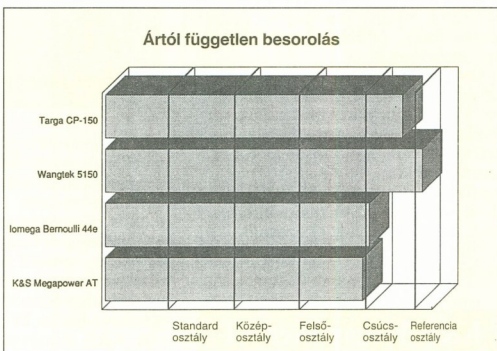 Ártól független besorolás
Targa CP-150
Wangtek 5150
Iomega Bernoulli 44e
K&S Megapower AT
Standard osztály
Közép-osztály
Felső-osztály
Csúcs-osztály
Referencia osztály